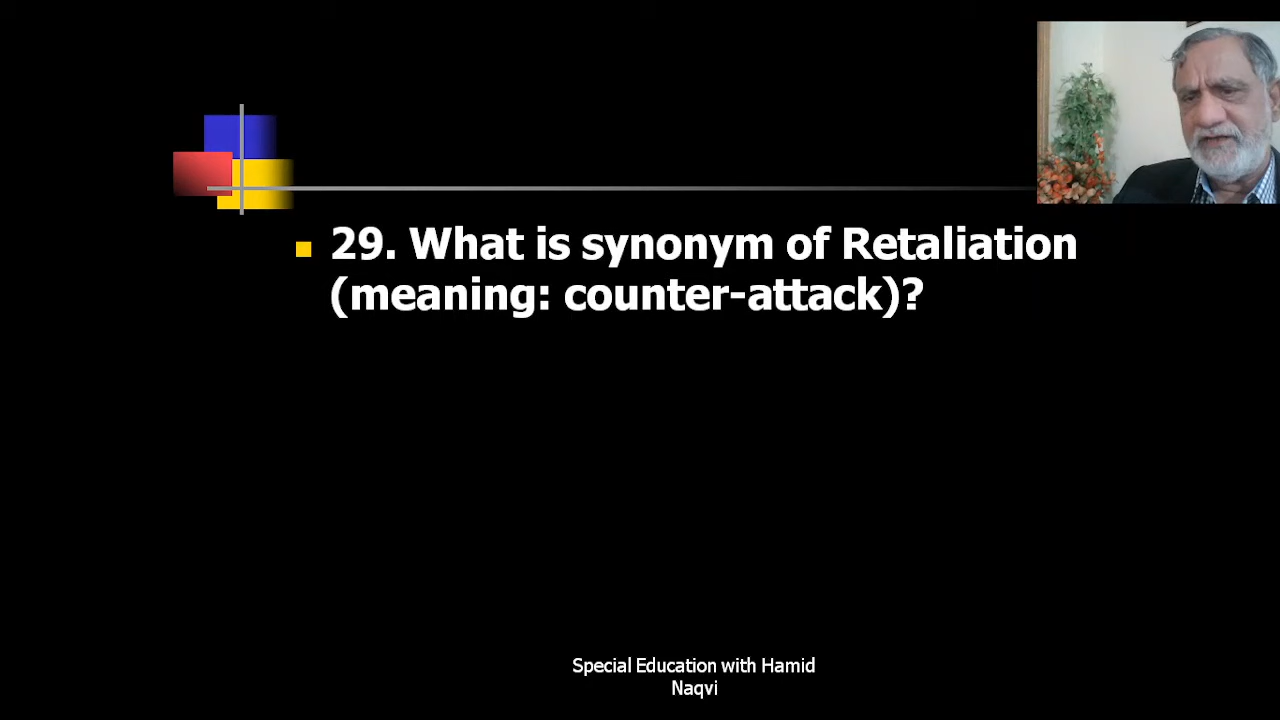 29. What is synonym of Retaliation
(meaning: counter-attack)?
Special Education with Hamid
Naqvi